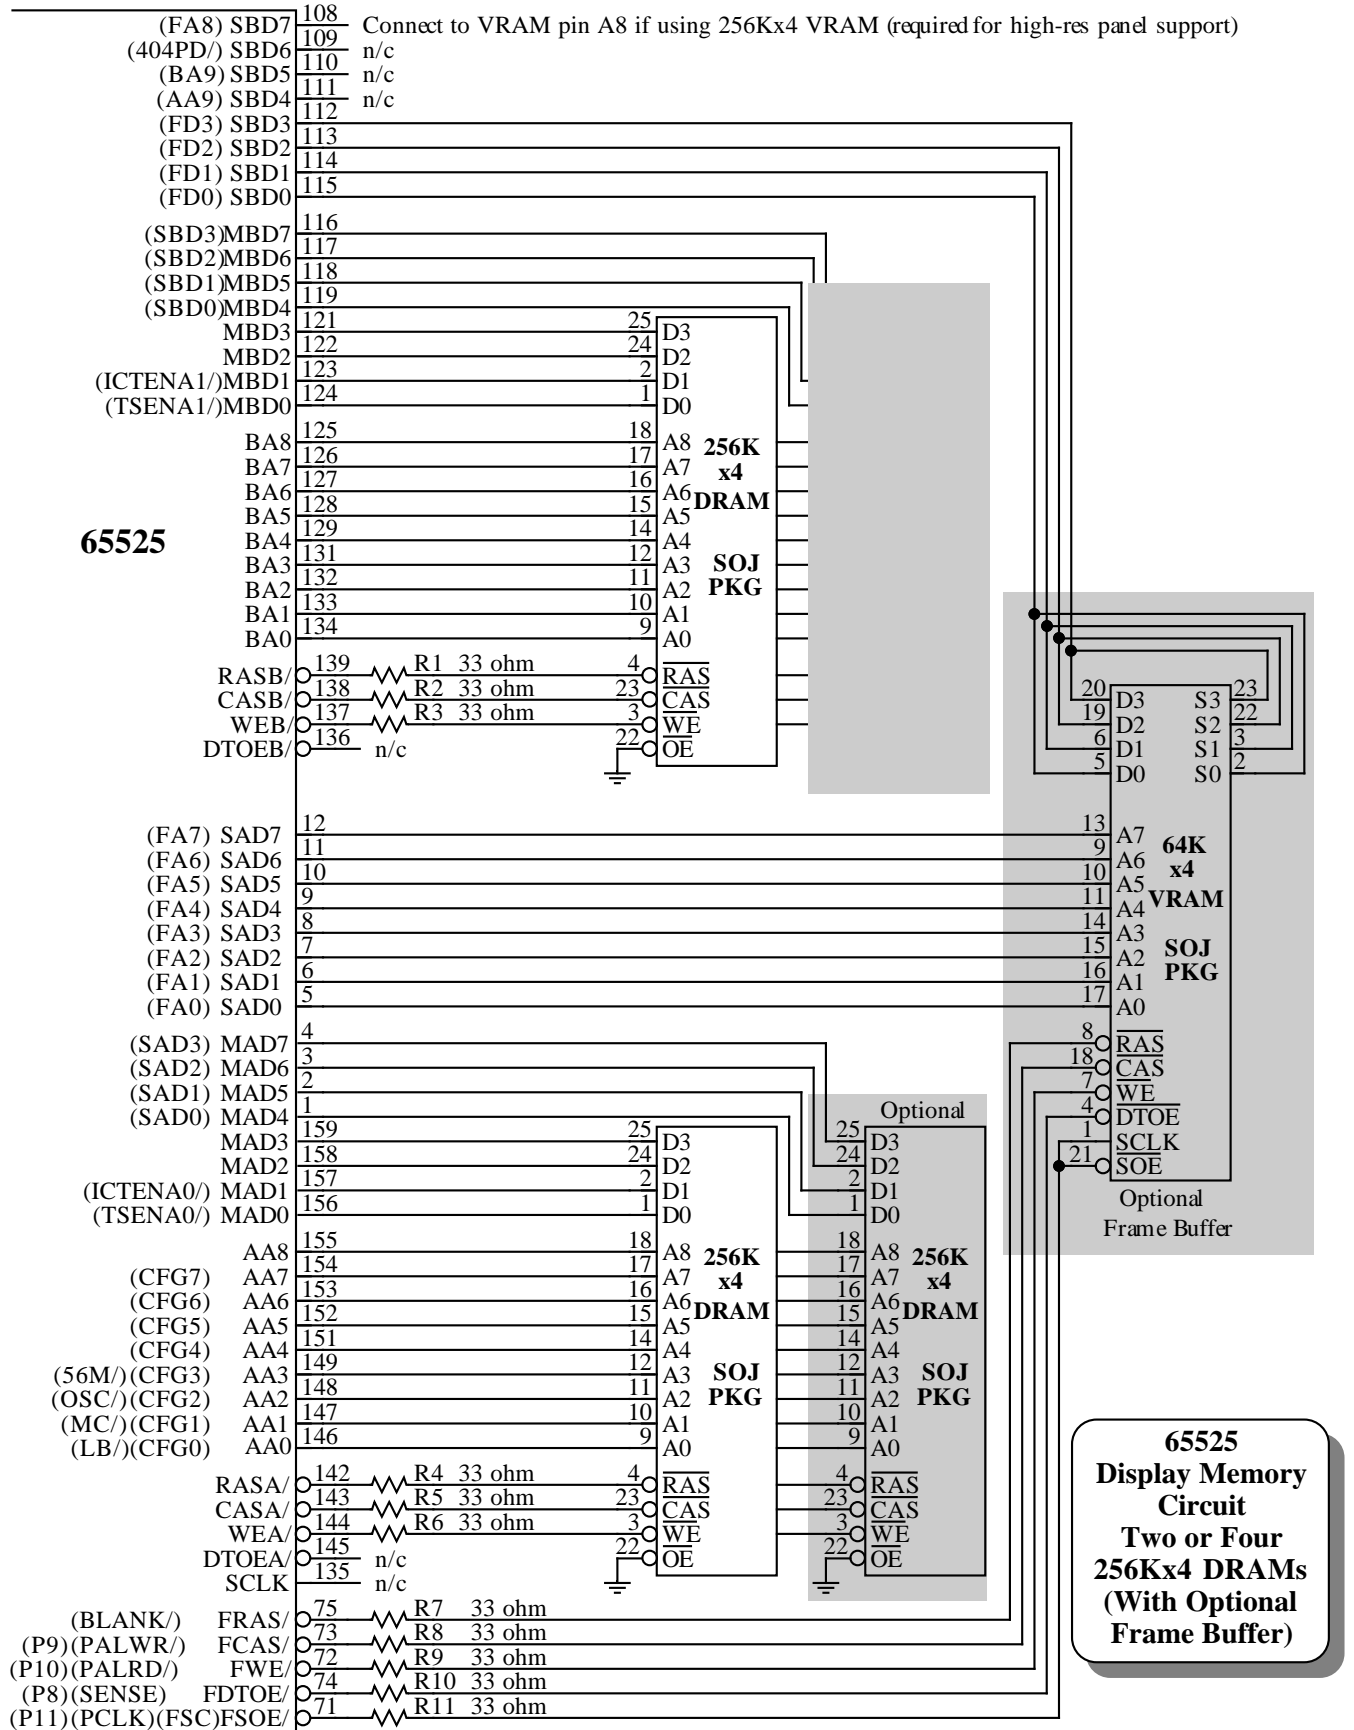 (FA8) SBD7 108 Connect to VRAM pin A8 if using 256Kx4 VRAM (required for high-res panel support)
(404PD/) SBD6 109 n/c
(BA9) SBD5 110 n/c
(AA9) SBD4 111 n/c
(FD3) SBD3 112
(FD2) SBD2 113
(FD1) SBD1 114
(FD0) SBD0 115
(SBD3)MBD7 116
(SBD2)MBD6 117
(SBD1)MBD5 118
(SBD0)MBD4 119
MBD3 121 25 D3
MBD2 122 24 D2
(ICTENA1/)MBD1 123 2 D1
(TSENA1/)MBD0 124 1 D0
BA8 125 18 A8
BA7 126 17 A7
BA6 127 16 A6
BA5 128 15 A5
BA4 129 14 A4
BA3 131 12 A3
BA2 132 11 A2
BA1 133 10 A1
BA0 134 9 A0
256K
x4
DRAM
SOJ
PKG
65525
RASB/ 139 R1 33 ohm 4 RAS
CASB/ 138 R2 33 ohm 23 CAS
WEB/ 137 R3 33 ohm 3 WE
DTOEB/ 136 n/c 22 OE
20 D3 S3 23
19 D2 S2 22
6 D1 S1 3
5 D0 S0 2
(FA7) SAD7 12 13 A7
(FA6) SAD6 11 9 A6
(FA5) SAD5 10 10 A5
(FA4) SAD4 9 11 A4
(FA3) SAD3 8 14 A3
(FA2) SAD2 7 15 A2
(FA1) SAD1 6 16 A1
(FA0) SAD0 5 17 A0
64K
x4
VRAM
SOJ
PKG
8 RAS
18 CAS
7 WE
4 DTOE
1 SCLK
21 SOE
Optional
Frame Buffer
(SAD3) MAD7 4
(SAD2) MAD6 3
(SAD1) MAD5 2
(SAD0) MAD4 1
Optional
MAD3 159 25 D3 25 D3
MAD2 158 24 D2 24 D2
(ICTENA0/) MAD1 157 2 D1 2 D1
(TSENA0/) MAD0 156 1 D0 1 D0
AA8 155 18 A8 18 A8
(CFG7) AA7 154 17 A7 17 A7
(CFG6) AA6 153 16 A6 16 A6
(CFG5) AA5 152 15 A5 15 A5
(CFG4) AA4 151 14 A4 14 A4
(56M/)(CFG3) AA3 149 12 A3 12 A3
(OSC/)(CFG2) AA2 148 11 A2 11 A2
(MC/)(CFG1) AA1 147 10 A1 10 A1
(LB/)(CFG0) AA0 146 9 A0 9 A0
256K
x4
DRAM
SOJ
PKG
256K
x4
DRAM
SOJ
PKG
RASA/ 142 R4 33 ohm 4 RAS 4 RAS
CASA/ 143 R5 33 ohm 23 CAS 23 CAS
WEA/ 144 R6 33 ohm 3 WE 3 WE
DTOEA/ 145 n/c 22 OE 22 OE
SCLK 135 n/c
(BLANK/) FRAS/ 75 R7 33 ohm
(P9)(PALWR/) FCAS/ 73 R8 33 ohm
(P10)(PALRD/) FWE/ 72 R9 33 ohm
(P8)(SENSE) FDTOE/ 74 R10 33 ohm
(P11)(PCLK)(FSC)FSOE/ 71 R11 33 ohm
65525
Display Memory
Circuit
Two or Four
256Kx4 DRAMs
(With Optional
Frame Buffer)